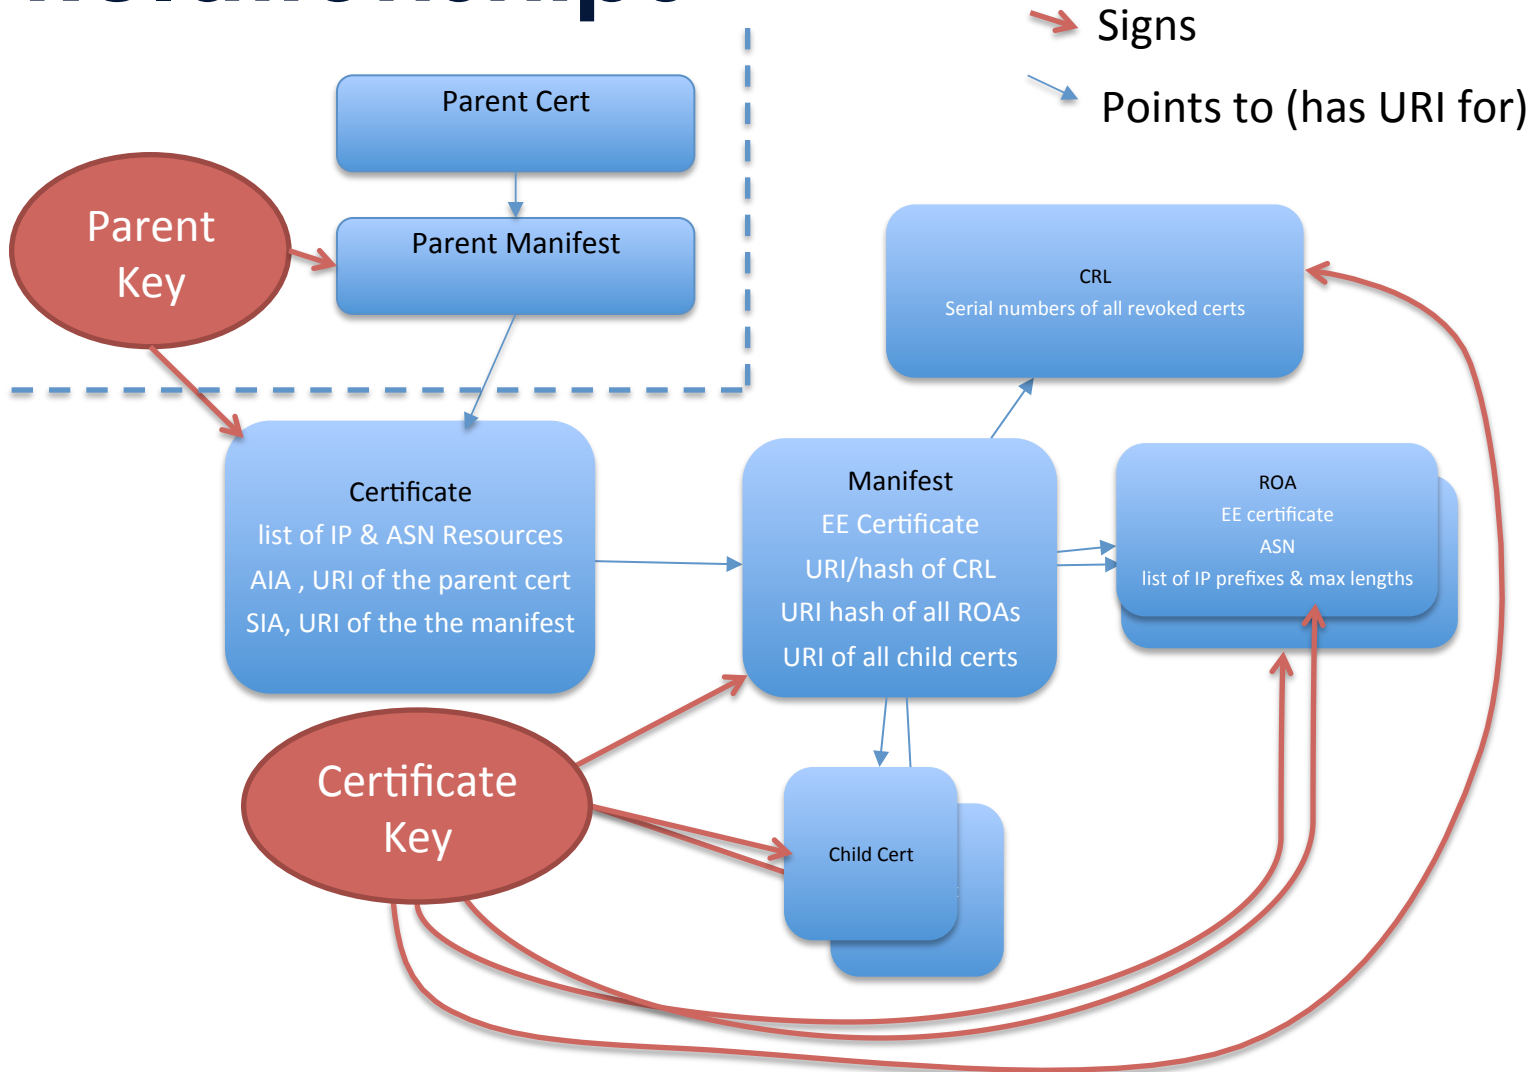 Signs
Points to (has URI for)
Parent Cert
Parent
Key
Parent Manifest
CRL
Serial numbers of all revoked certs
Certificate
list of IP & ASN Resources
AIA , URI of the parent cert
SIA, URI of the the manifest
Manifest
EE Certificate
URI/hash of CRL
URI hash of all ROAs
URI of all child certs
ROA
EE certificate
ASN
list of IP prefixes & max lengths
Certificate
Key
Child Cert